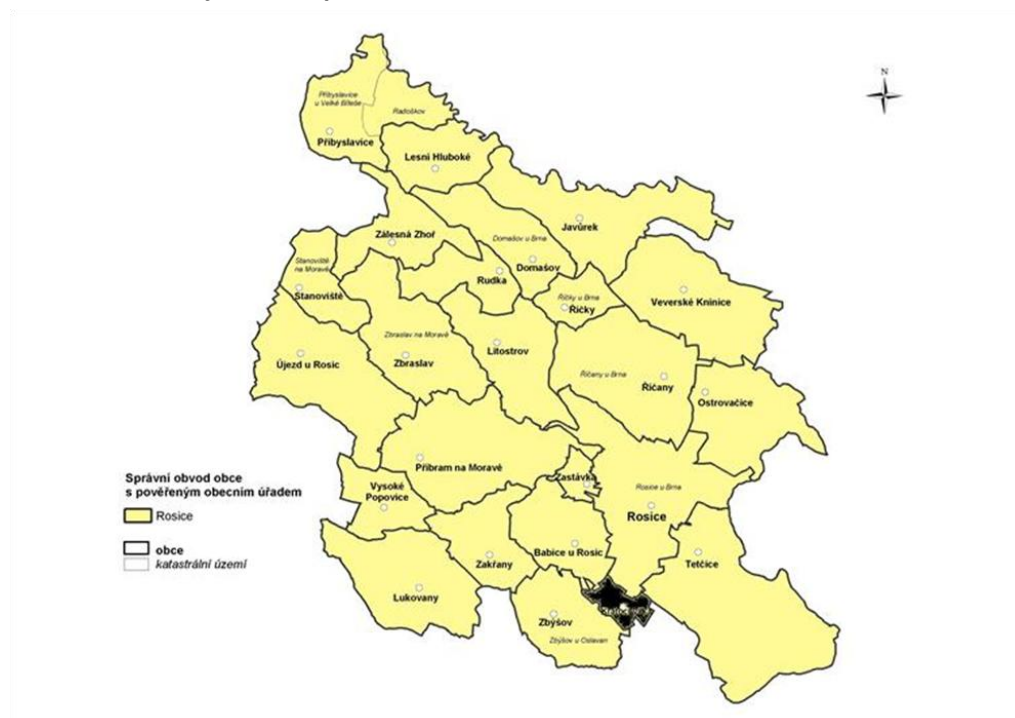 N
Přibyslavice
u Velké Bíteše
Radoškov
Přibyslavice
Lesní Hluboké
Javůrek
Zálesná Zhoř
Domašov u Brna
Domašov
Rudka
Stanoviště
na Moravě
Stanoviště
Říčky u Brna
Říčky
Veverské Knínice
Zbraslav na Moravě
Zbraslav
Litostrov
Újezd u Rosic
Říčany u Brna
Říčany
Ostrovačice
Příbram na Moravě
Zastávka
Správní obvod obce
s pověřeným obecním úřadem
Rosice
obce
katastrální území
Vysoké
Popovice
Rosice u Brna
Rosice
Babice u Rosic
Zakřany
Tetčice
Lukovany
Zbýšov
Zbýšov u Oslavan